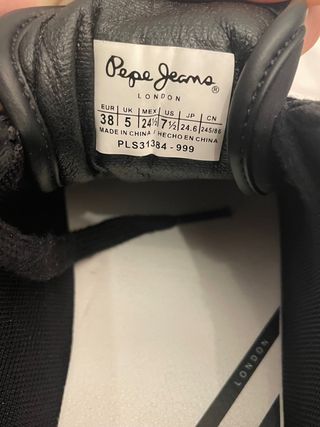 Pepe Jeans®
LONDON
EUR UK MEX US JP CN
38 5 24½ 7½ 24.6 245/86
MADE IN CHINA / HECHO EN CHINA
PLS31384 - 999
LONDON